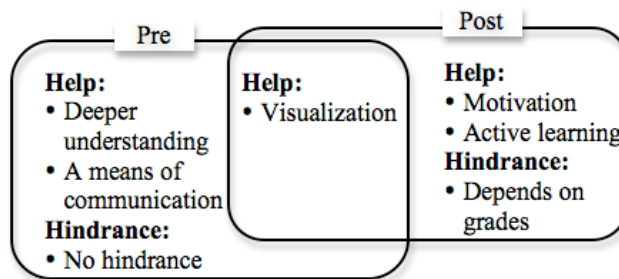 Pre
Post
Help:
• Deeper
understanding
• A means of
communication
Hindrance:
• No hindrance
Help:
• Visualization
Help:
• Motivation
• Active learning
Hindrance:
• Depends on
grades